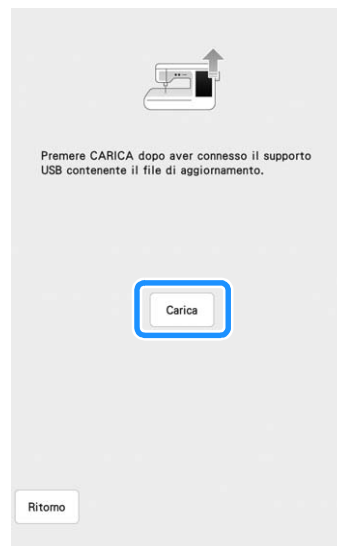 Premere CARICA dopo aver connesso il supporto
USB contenente il file di aggiornamento.
Carica
Ritorno